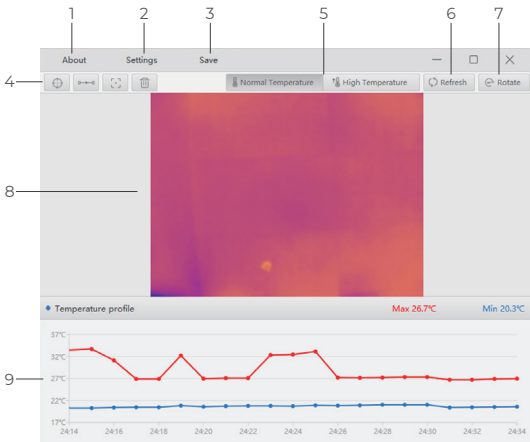 1 2 3 5 6 7
About Settings Save
4
Normal Temperature High Temperature Refresh Rotate
8
Temperature profile Max 26.7℃ Min 20.3℃
37℃
32℃
9 27℃
22℃
17℃
24:14 24:16 24:18 24:20 24:22 24:24 24:26 24:28 24:30 24:32 24:34